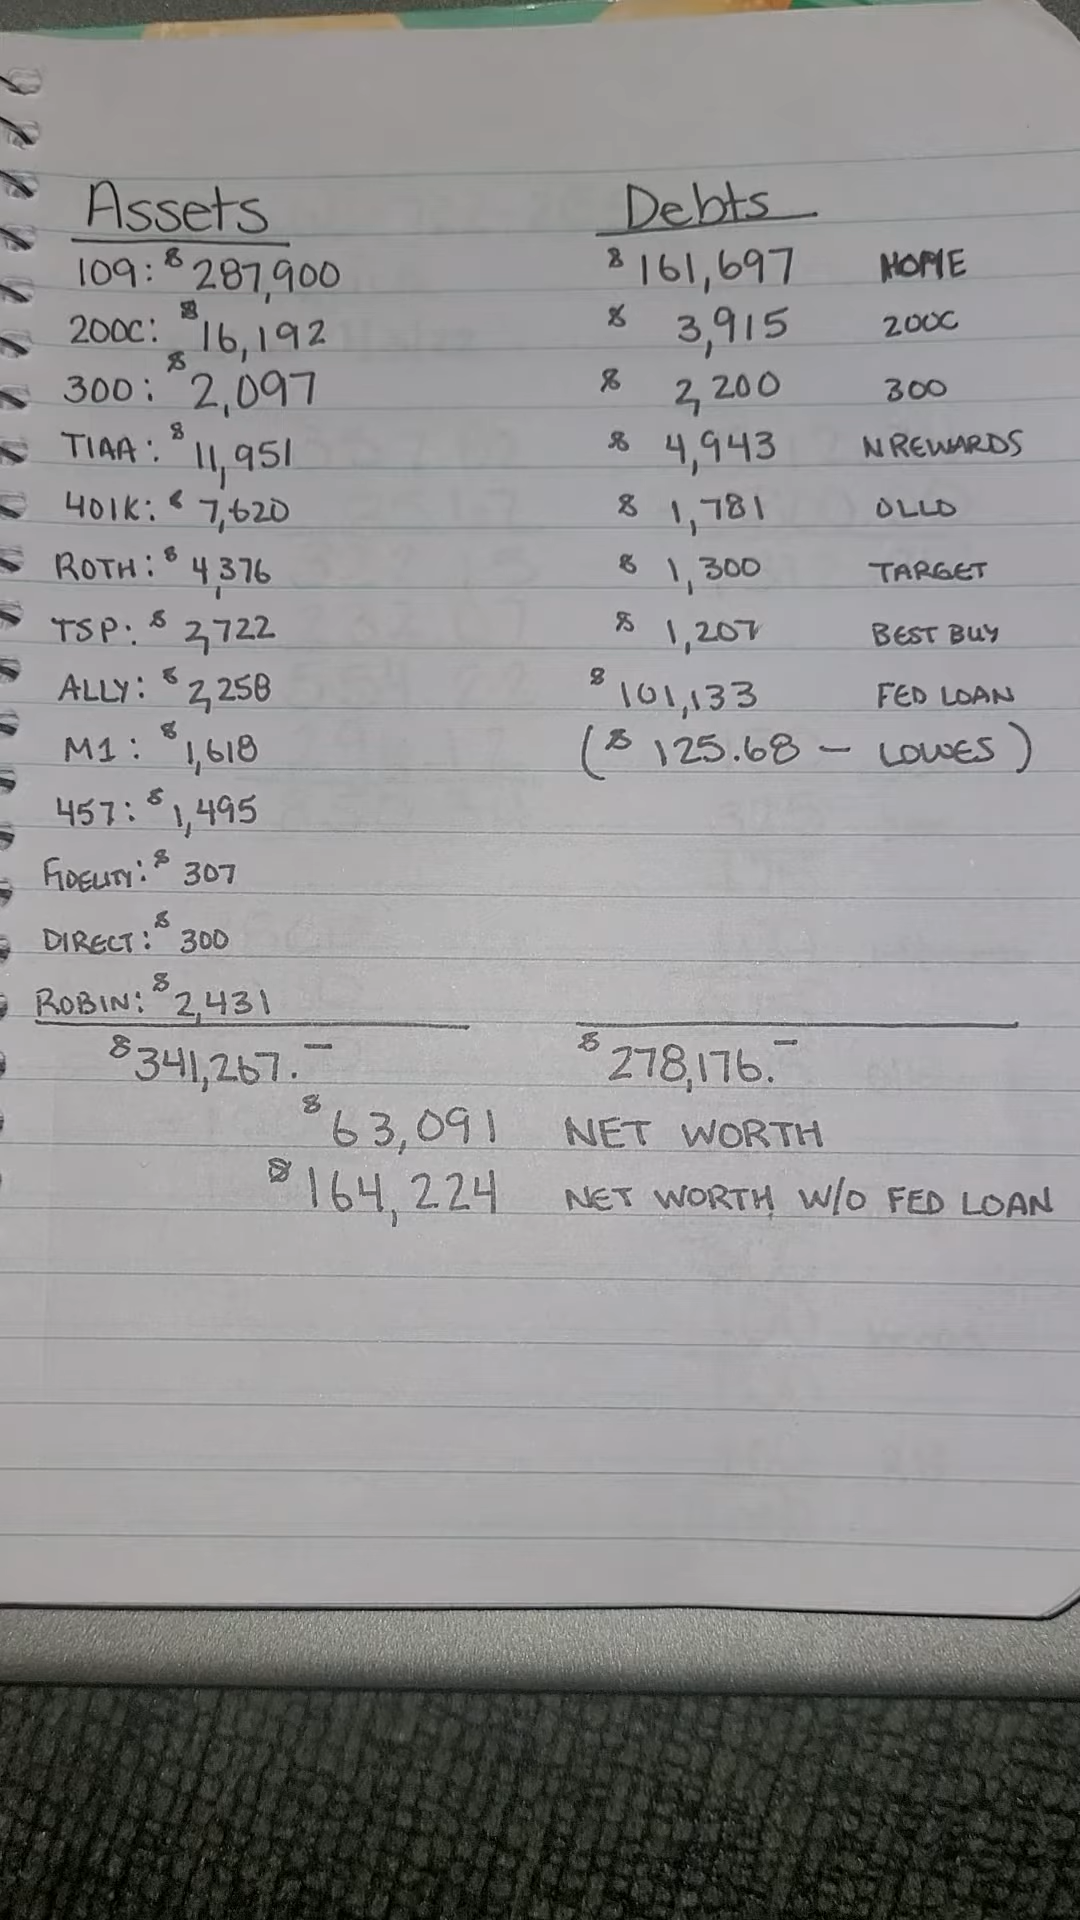 Assets Debts
109: $287,900 $161,697 HOME
200C: $16,192 $3,915 200C
300: $2,097 $2,200 300
TIAA: $11,951 $4,943 NREWARDS
401K: $7,620 $1,781 OLLO
ROTH: $4,376 $1,300 TARGET
TSP: $2,722 $1,207 BEST BUY
ALLY: $2,258 $101,133 FED LOAN
M1: $1,618 ($125.68 – LOWES)
457: $1,495
FIDELITY: $307
DIRECT: $300
ROBIN: $2,431
$341,267.– $278,176.–
$63,091 NET WORTH
$164,224 NET WORTH W/O FED LOAN